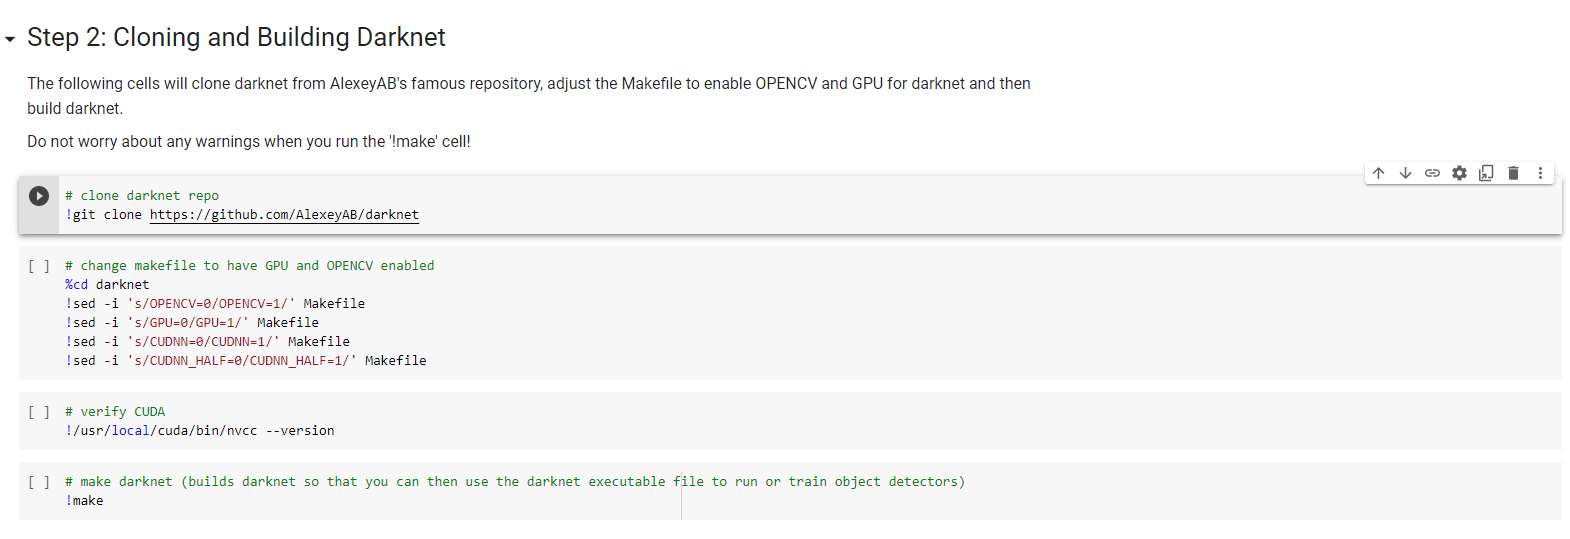 Step 2: Cloning and Building Darknet
The following cells will clone darknet from AlexeyAB's famous repository, adjust the Makefile to enable OPENCV and GPU for darknet and then
build darknet.
Do not worry about any warnings when you run the '!make' cell!
# clone darknet repo
!git clone https://github.com/AlexeyAB/darknet
[ ] # change makefile to have GPU and OPENCV enabled
%cd darknet
!sed -i 's/OPENCV=0/OPENCV=1/' Makefile
!sed -i 's/GPU=0/GPU=1/' Makefile
!sed -i 's/CUDNN=0/CUDNN=1/' Makefile
!sed -i 's/CUDNN_HALF=0/CUDNN_HALF=1/' Makefile
[ ] # verify CUDA
!/usr/local/cuda/bin/nvcc --version
[ ] # make darknet (builds darknet so that you can then use the darknet executable file to run or train object detectors)
!make